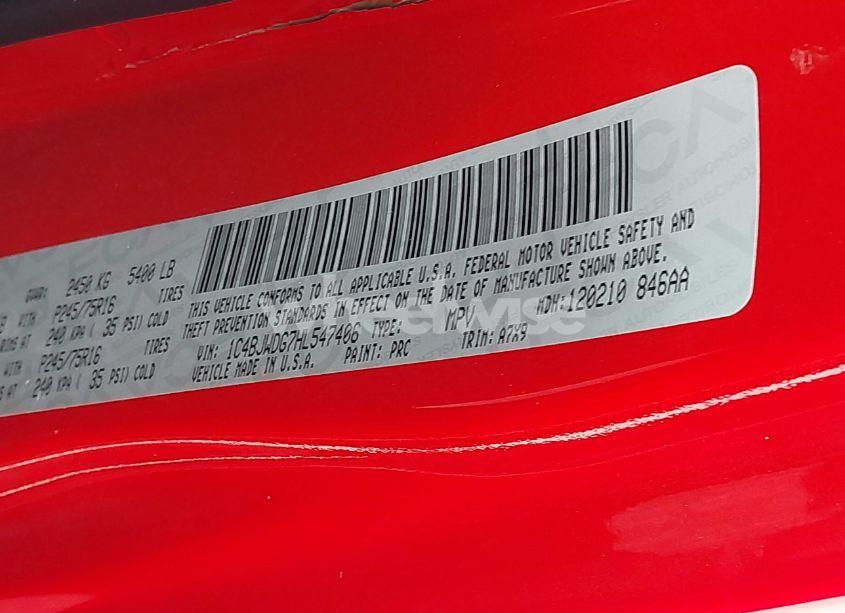 GVWR: 2450 KG 5400 LB
WITH P245/75R16 TIRES
AT 240 KPA ( 35 PSI) COLD
WITH P245/75R16 TIRES
AT 240 KPA ( 35 PSI) COLD
THIS VEHICLE CONFORMS TO ALL APPLICABLE U.S.A. FEDERAL MOTOR VEHICLE SAFETY AND
THEFT PREVENTION STANDARDS IN EFFECT ON THE DATE OF MANUFACTURE SHOWN ABOVE.
VIN: 1C4BJWDG7HL547406 TYPE: MPV MDH: 120210 846AA
VEHICLE MADE IN U.S.A. PAINT: PRC TRIM: A7X9